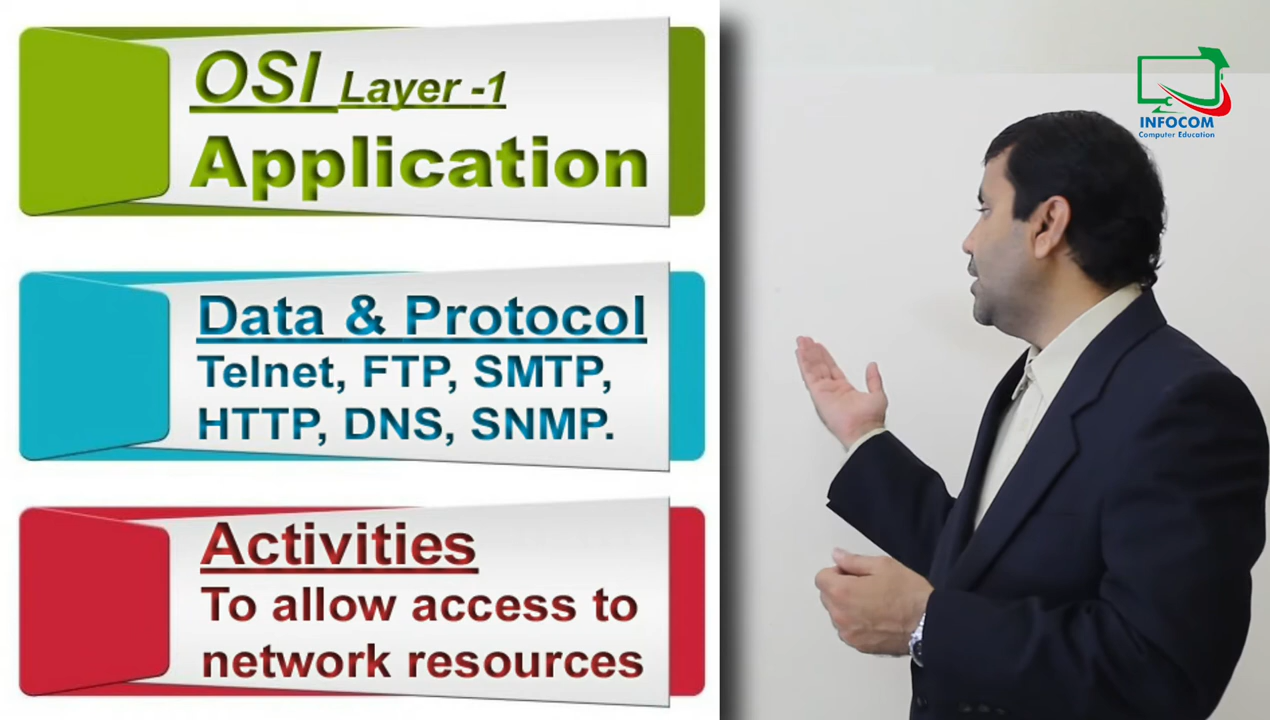 OSI Layer -1
Application
Data & Protocol
Telnet, FTP, SMTP,
HTTP, DNS, SNMP.
Activities
To allow access to
network resources
INFOCOM
Computer Education